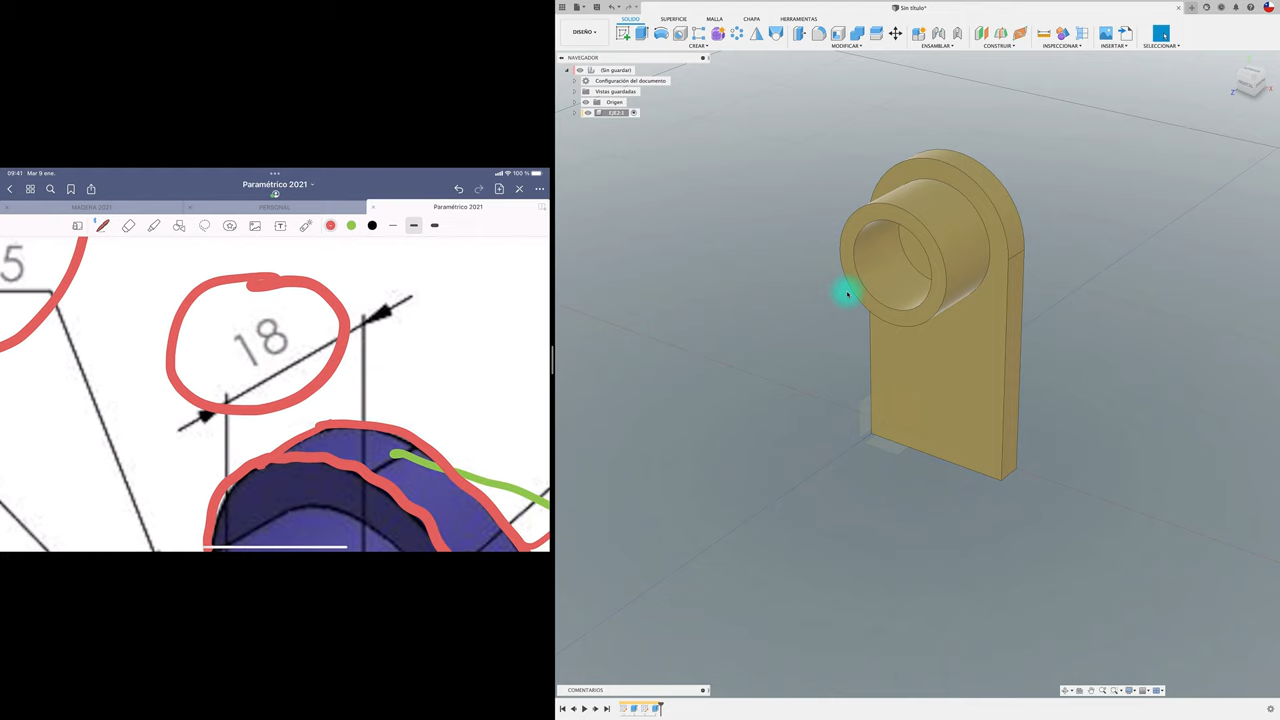 09:41 Mar 9 ene.
100 %
Paramétrico 2021
MADERA 2021
PERSONAL
Paramétrico 2021
5
18
Sin título*
SÓLIDO
SUPERFICIE
MALLA
CHAPA
HERRAMIENTAS
DISEÑO
CREAR
MODIFICAR
ENSAMBLAR
CONSTRUIR
INSPECCIONAR
INSERTAR
SELECCIONAR
NAVEGADOR
(Sin guardar)
Configuración del documento
Vistas guardadas
Origen
COMENTARIOS